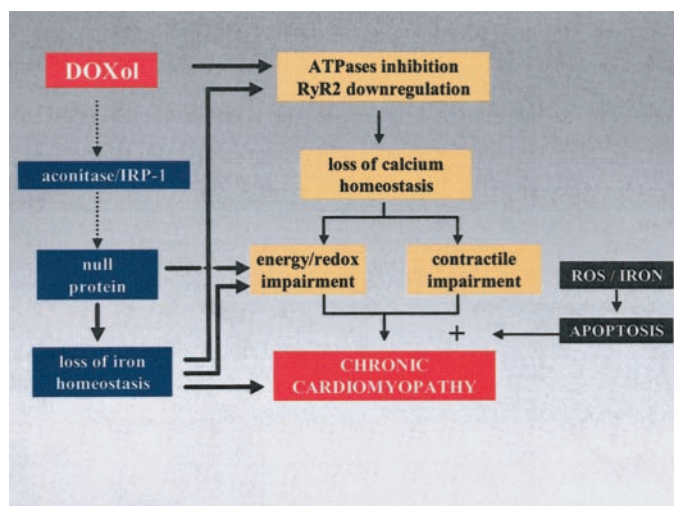 DOXol
ATPases inhibition
RyR2 downregulation
aconitase/IRP-1
loss of calcium
homeostasis
null
protein
energy/redox
impairment
contractile
impairment
ROS / IRON
APOPTOSIS
+
loss of iron
homeostasis
CHRONIC
CARDIOMYOPATHY